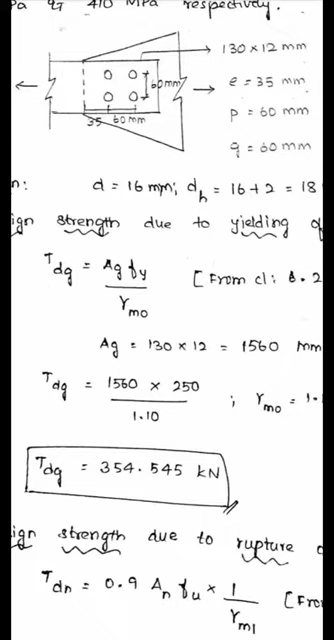 Pa & 410 MPa respectively.
130 x 12 mm
60mm
e = 35 mm
p = 60 mm
g = 60 mm
35 60mm
n: d = 16 mm; dh = 16 + 2 = 18
ign strength due to yielding of
Tdg = Ag fy / γmo [From cl: 6.2
Ag = 130 x 12 = 1560 mm
Tdg = 1560 x 250 / 1.10 ; γmo = 1.
Tdg = 354.545 kN
ign strength due to rupture
Tdn = 0.9 An fu x 1 / γm1 [Fro